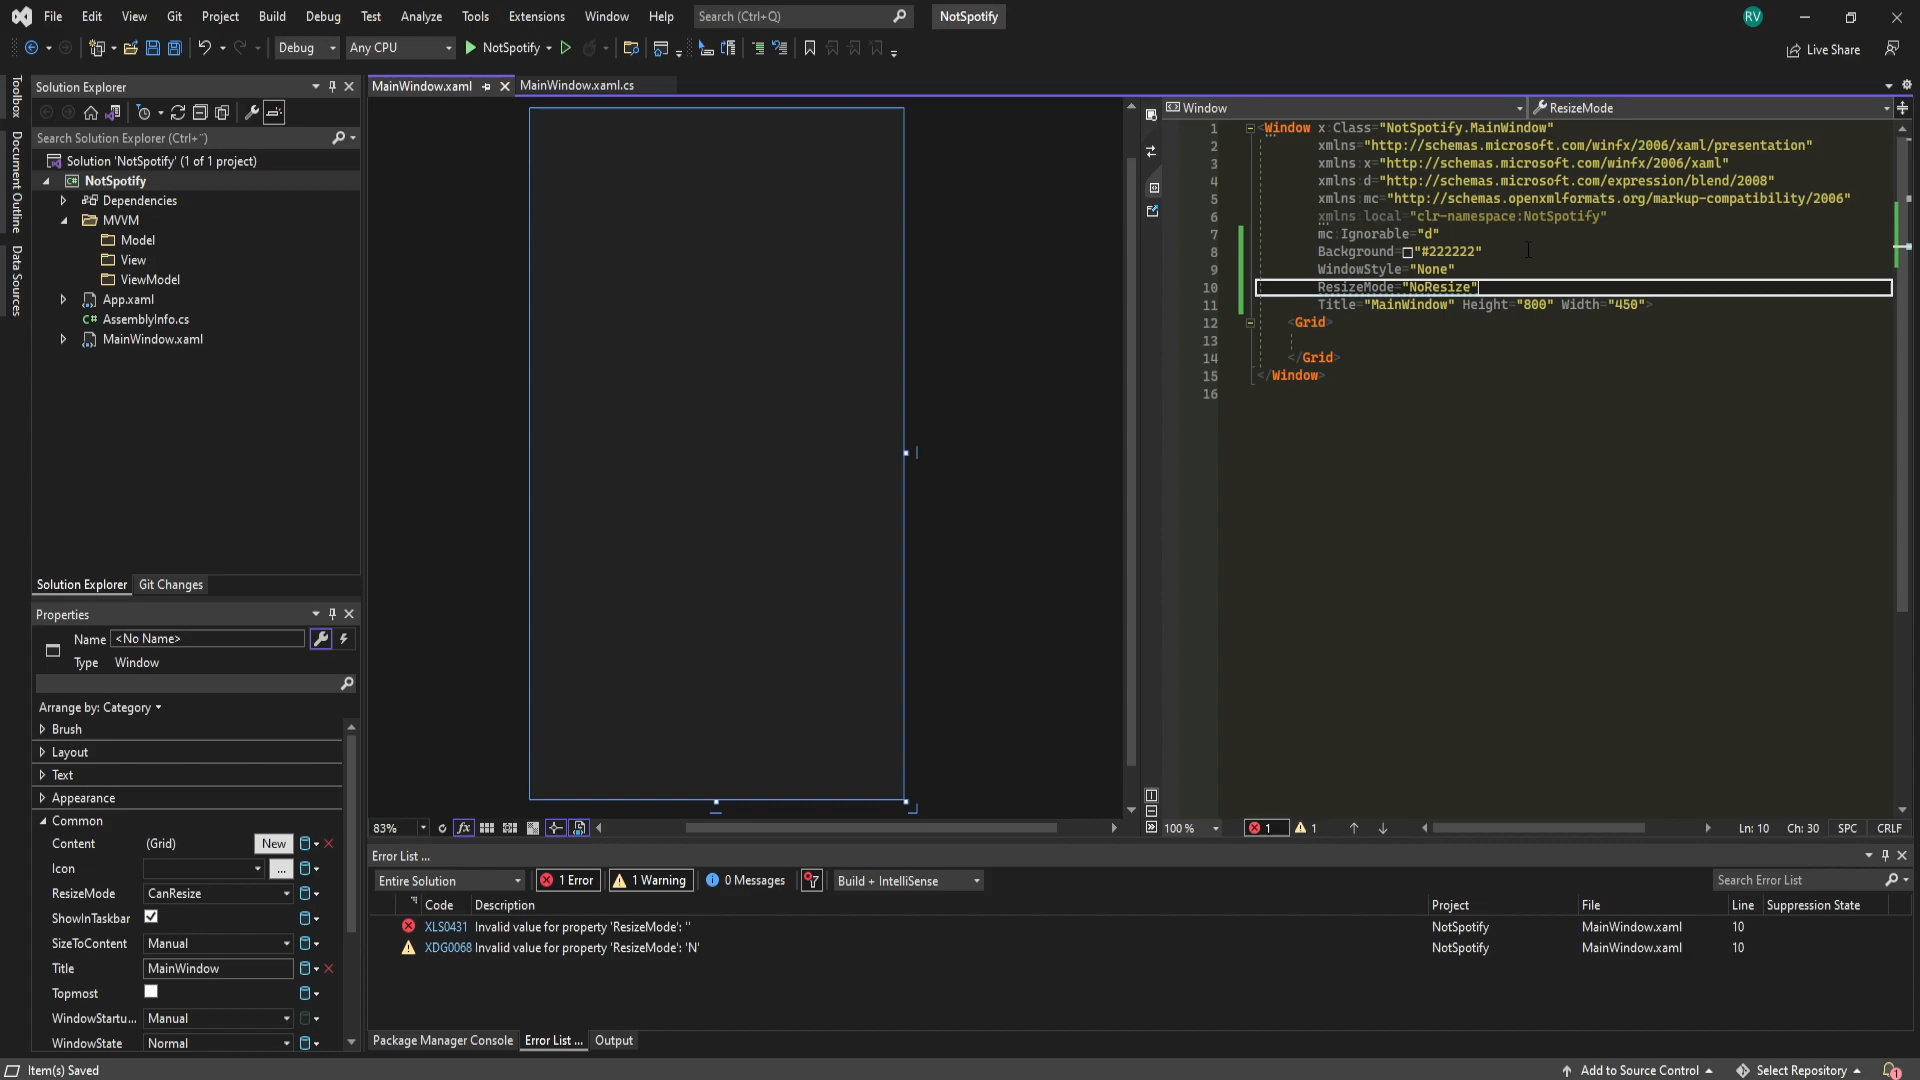 File Edit View Git Project Build Debug Test Analyze Tools Extensions Window Help Search (Ctrl+Q) NotSpotify RV
Debug Any CPU NotSpotify Live Share
Toolbox
Document Outline
Data Sources
Solution Explorer
Search Solution Explorer (Ctrl+¨)
Solution 'NotSpotify' (1 of 1 project)
NotSpotify
Dependencies
MVVM
Model
View
ViewModel
App.xaml
AssemblyInfo.cs
MainWindow.xaml
Solution Explorer Git Changes
Properties
Name <No Name>
Type Window
Arrange by: Category
Brush
Layout
Text
Appearance
Common
Content (Grid) New
Icon ...
ResizeMode CanResize
ShowInTaskbar
SizeToContent Manual
Title MainWindow
Topmost
WindowStartu... Manual
WindowState Normal
MainWindow.xaml MainWindow.xaml.cs
83%
Window ResizeMode
1 <Window x:Class="NotSpotify.MainWindow"
2 xmlns="http://schemas.microsoft.com/winfx/2006/xaml/presentation"
3 xmlns:x="http://schemas.microsoft.com/winfx/2006/xaml"
4 xmlns:d="http://schemas.microsoft.com/expression/blend/2008"
5 xmlns:mc="http://schemas.openxmlformats.org/markup-compatibility/2006"
6 xmlns:local="clr-namespace:NotSpotify"
7 mc:Ignorable="d"
8 Background="#222222"
9 WindowStyle="None"
10 ResizeMode="NoResize"
11 Title="MainWindow" Height="800" Width="450">
12 <Grid>
13
14 </Grid>
15 </Window>
16
100 % 1 1 Ln: 10 Ch: 30 SPC CRLF
Error List ...
Entire Solution 1 Error 1 Warning 0 Messages Build + IntelliSense Search Error List
Code Description Project File Line Suppression State
XLS0431 Invalid value for property 'ResizeMode': '' NotSpotify MainWindow.xaml 10
XDG0068 Invalid value for property 'ResizeMode': 'N' NotSpotify MainWindow.xaml 10
Package Manager Console Error List ... Output
Item(s) Saved Add to Source Control Select Repository 1